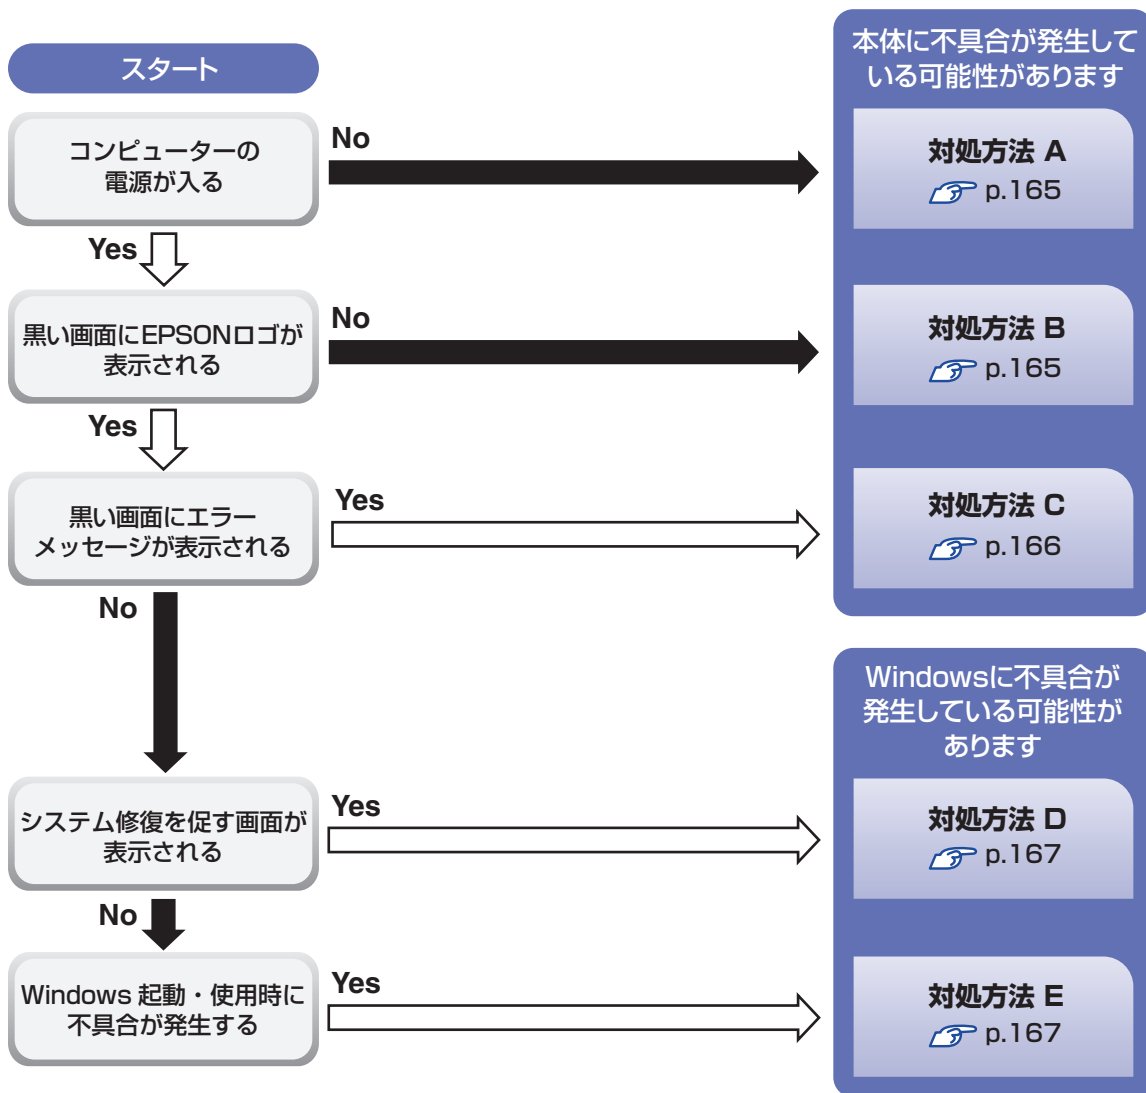 スタート
コンピューターの
電源が入る
No
本体に不具合が発生して
いる可能性があります
対処方法 A
p.165
Yes
黒い画面にEPSONロゴが
表示される
No
対処方法 B
p.165
Yes
黒い画面にエラー
メッセージが表示される
Yes
対処方法 C
p.166
No
Windowsに不具合が
発生している可能性が
あります
システム修復を促す画面が
表示される
Yes
対処方法 D
p.167
No
Windows 起動・使用時に
不具合が発生する
Yes
対処方法 E
p.167